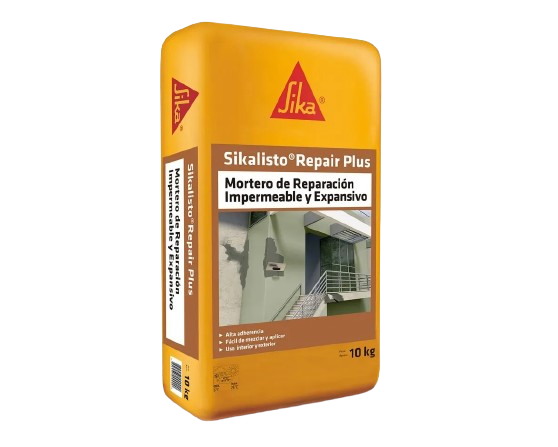 Sika®
Sikalisto® Repair Plus
Mortero de Reparación
Impermeable y Expansivo
Alta adherencia
Fácil de mezclar y aplicar
Uso interior y exterior
10 kg
Sika®
Sikalisto® Repair Plus
Mortero de Reparación
Impermeable y Expansivo
10 kg